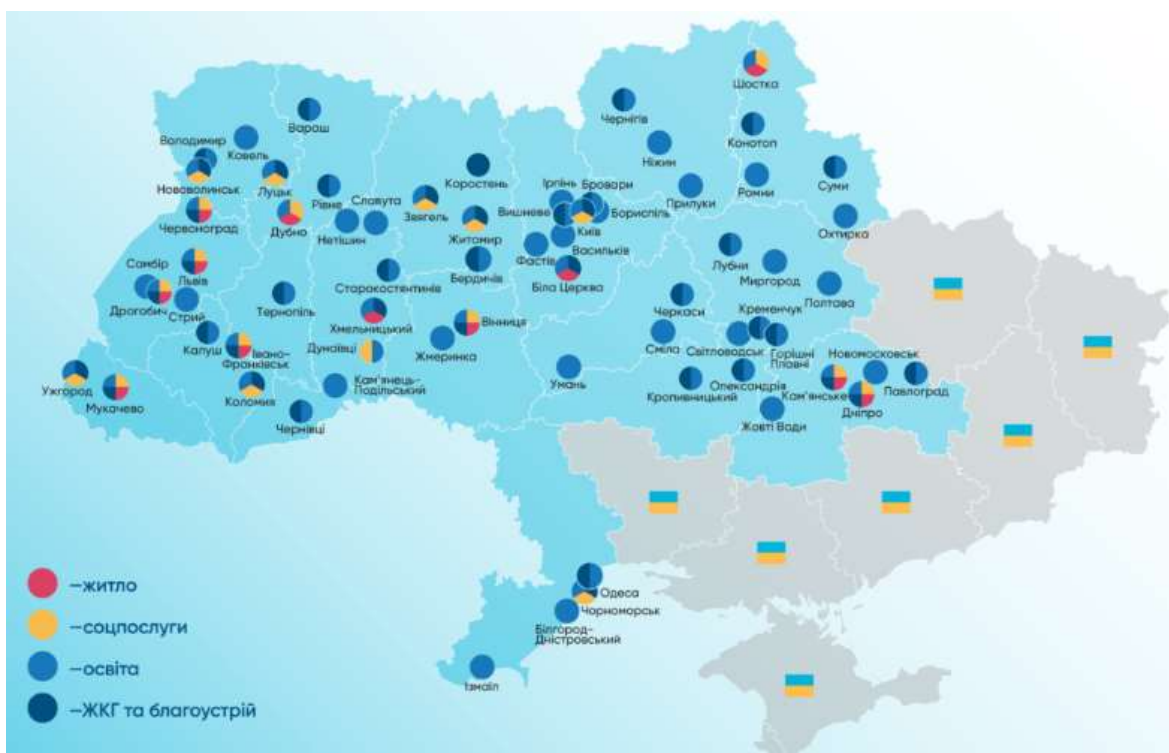 Шостка
Вараш
Чернігів
Конотоп
Володимир
Ковель
Ніжин
Нововолинськ
Луцьк
Рівне
Славута
Коростень
Ірпінь
Бровари
Прилуки
Ромни
Суми
Червоноград
Дубно
Нетішин
Звягель
Житомир
Вишневе
Київ
Бориспіль
Охтирка
Самбір
Львів
Старокостянтинів
Бердичів
Фастів
Васильків
Біла Церква
Лубни
Миргород
Полтава
Дрогобич
Стрий
Тернопіль
Хмельницький
Вінниця
Черкаси
Кременчук
Калуш
Івано-
Франківськ
Дунаївці
Жмеринка
Сміла
Світловодськ
Горішні
Плавні
Новомосковськ
Ужгород
Мукачево
Коломия
Кам'янець-
Подільський
Умань
Кропивницький
Олександрія
Кам'янське
Дніпро
Павлоград
Чернівці
Жовті Води
–житло
–соцпослуги
–освіта
–ЖКГ та благоустрій
Одеса
Чорноморськ
Білгород-
Дністровський
Ізмаїл